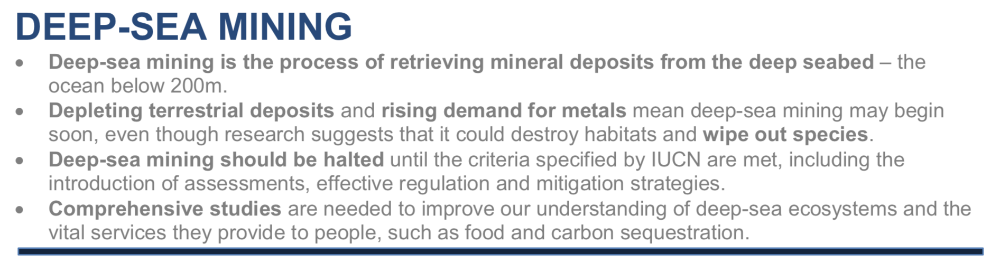 DEEP-SEA MINING
• Deep-sea mining is the process of retrieving mineral deposits from the deep seabed – the
ocean below 200m.
• Depleting terrestrial deposits and rising demand for metals mean deep-sea mining may begin
soon, even though research suggests that it could destroy habitats and wipe out species.
• Deep-sea mining should be halted until the criteria specified by IUCN are met, including the
introduction of assessments, effective regulation and mitigation strategies.
• Comprehensive studies are needed to improve our understanding of deep-sea ecosystems and the
vital services they provide to people, such as food and carbon sequestration.